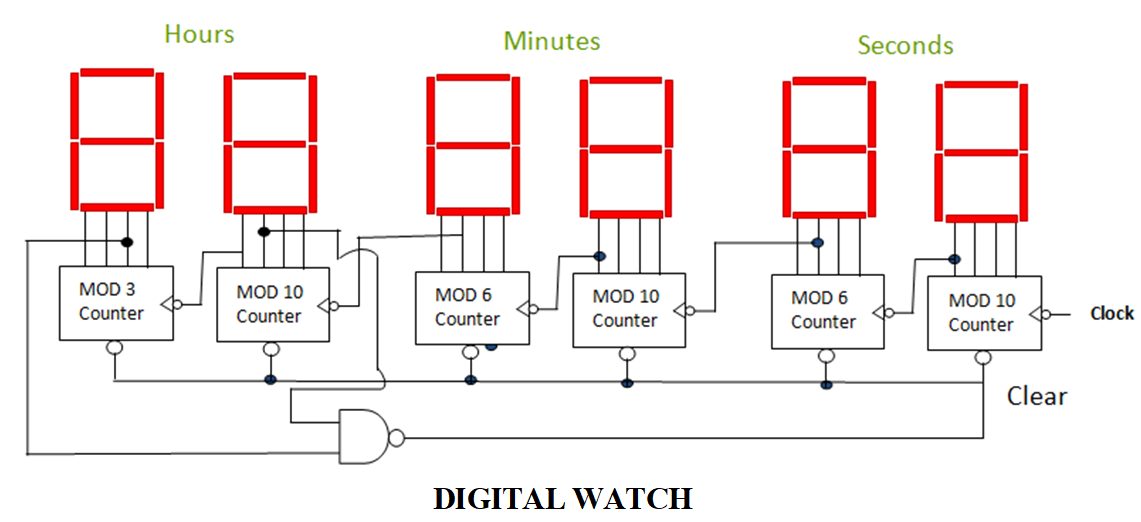 Hours
Minutes
Seconds
MOD 3
Counter
MOD 10
Counter
MOD 6
Counter
MOD 10
Counter
MOD 6
Counter
MOD 10
Counter
Clock
Clear
DIGITAL WATCH